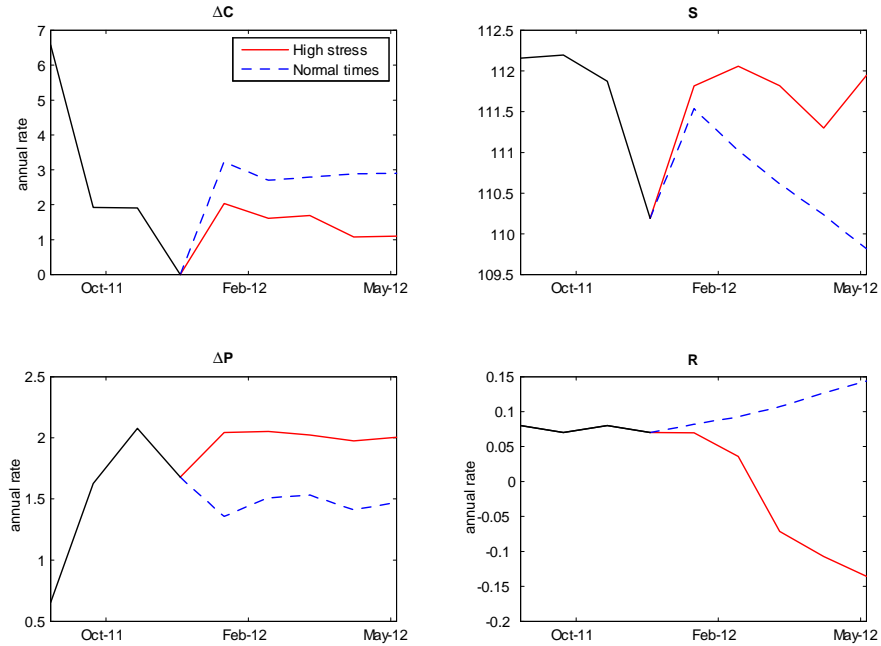 ΔC
7
6
5
4
3
2
1
0
annual rate
High stress
Normal times
Oct-11 Feb-12 May-12
S
112.5
112
111.5
111
110.5
110
109.5
Oct-11 Feb-12 May-12
ΔP
2.5
2
1.5
1
0.5
annual rate
Oct-11 Feb-12 May-12
R
0.15
0.1
0.05
0
-0.05
-0.1
-0.15
-0.2
annual rate
Oct-11 Feb-12 May-12